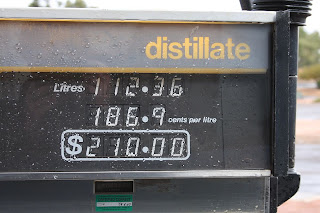 distillate
Litres 112.36
186.9 cents per litre
$210.00